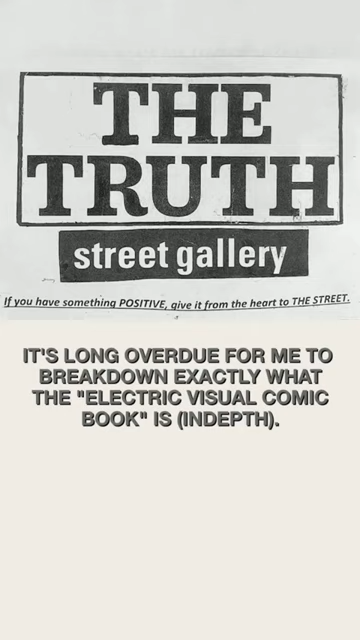 THE
TRUTH
street gallery
If you have something POSITIVE, give it from the heart to THE STREET.
IT'S LONG OVERDUE FOR ME TO
BREAKDOWN EXACTLY WHAT
THE "ELECTRIC VISUAL COMIC
BOOK" IS (INDEPTH).